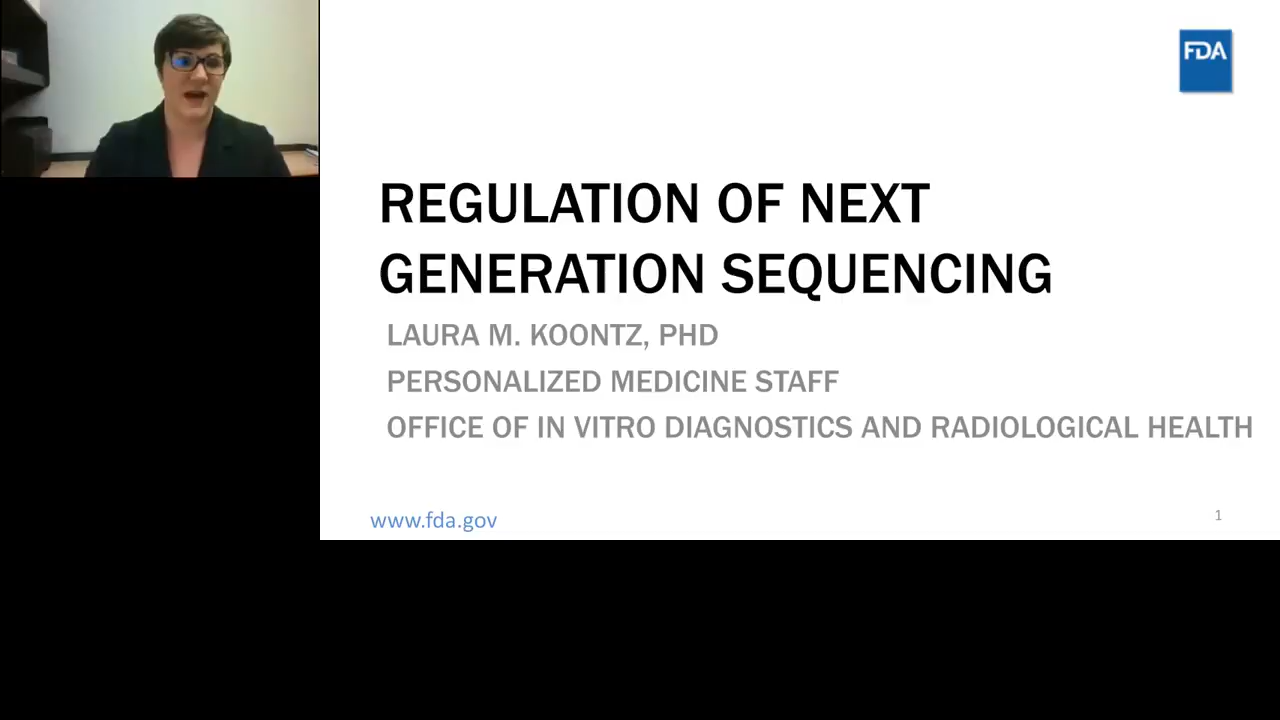 FDA
REGULATION OF NEXT
GENERATION SEQUENCING
LAURA M. KOONTZ, PHD
PERSONALIZED MEDICINE STAFF
OFFICE OF IN VITRO DIAGNOSTICS AND RADIOLOGICAL HEALTH
www.fda.gov
1